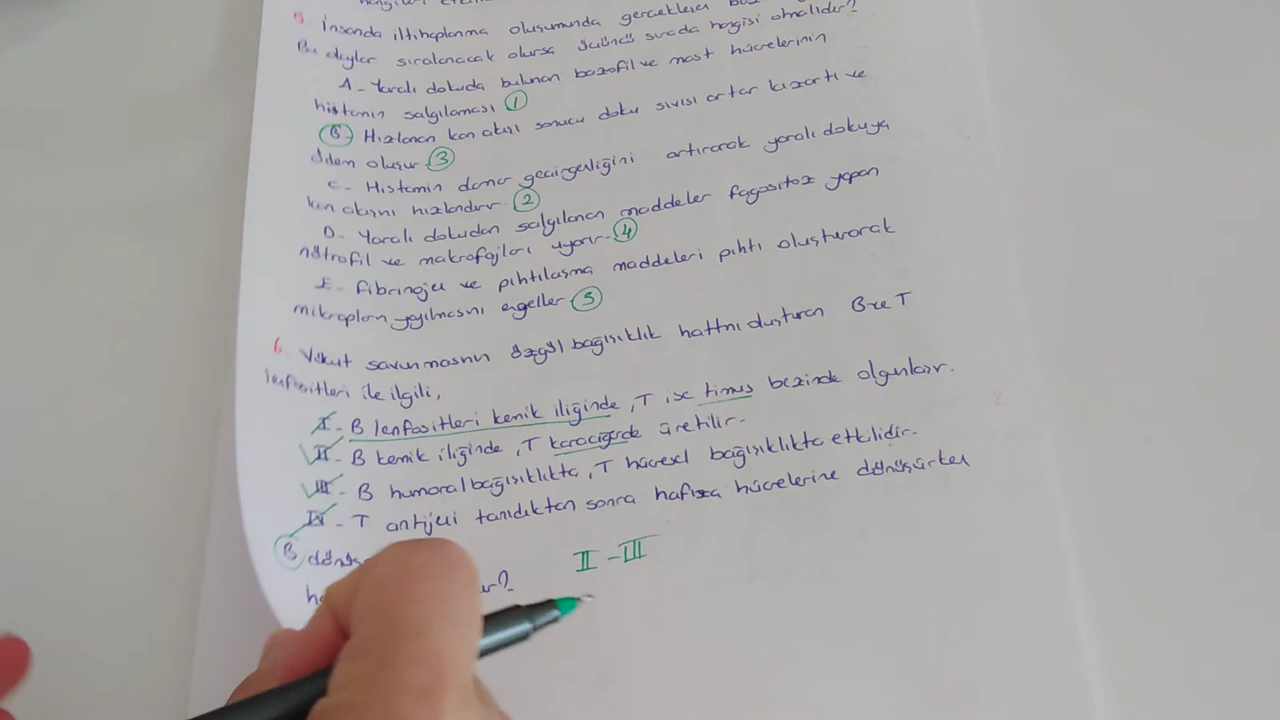 5. İnsanda iltihaplanma oluşumunda gerçekleşen
Bu olaylar sıralanacak olursa üçüncü sırada hangisi olmalıdır?
A- Yaralı dokuda bulunan bazofil ve mast hücrelerinin
histamin salgılaması ①
B- Hızlanan kan akışı sonucu doku sıvısı artar kızartı ve
ödem oluşur ③
C- Histamin damar geçirgenliğini artırarak yaralı dokuya
kan akışını hızlandırır ②
D- Yaralı dokudan salgılanan maddeler fagositoz yapan
nötrofil ve makrofajları uyarır- ④
E- Fibrinojen ve pıhtılaşma maddeleri pıhtı oluşturarak
mikropların yayılmasını engeller ⑤
6. Vücut savunmasının özgül bağışıklık hattını oluşturan B ve T
lenfositleri ile ilgili,
I- B lenfositleri kemik iliğinde, T ise timus bezinde olgunlaşır.
II- B kemik iliğinde, T karaciğerde üretilir.
III- B humoral bağışıklıkta, T hücresel bağışıklıkta etkilidir.
IV- T antijeni tanıdıktan sonra hafıza hücrelerine dönüşürken
B
II - III